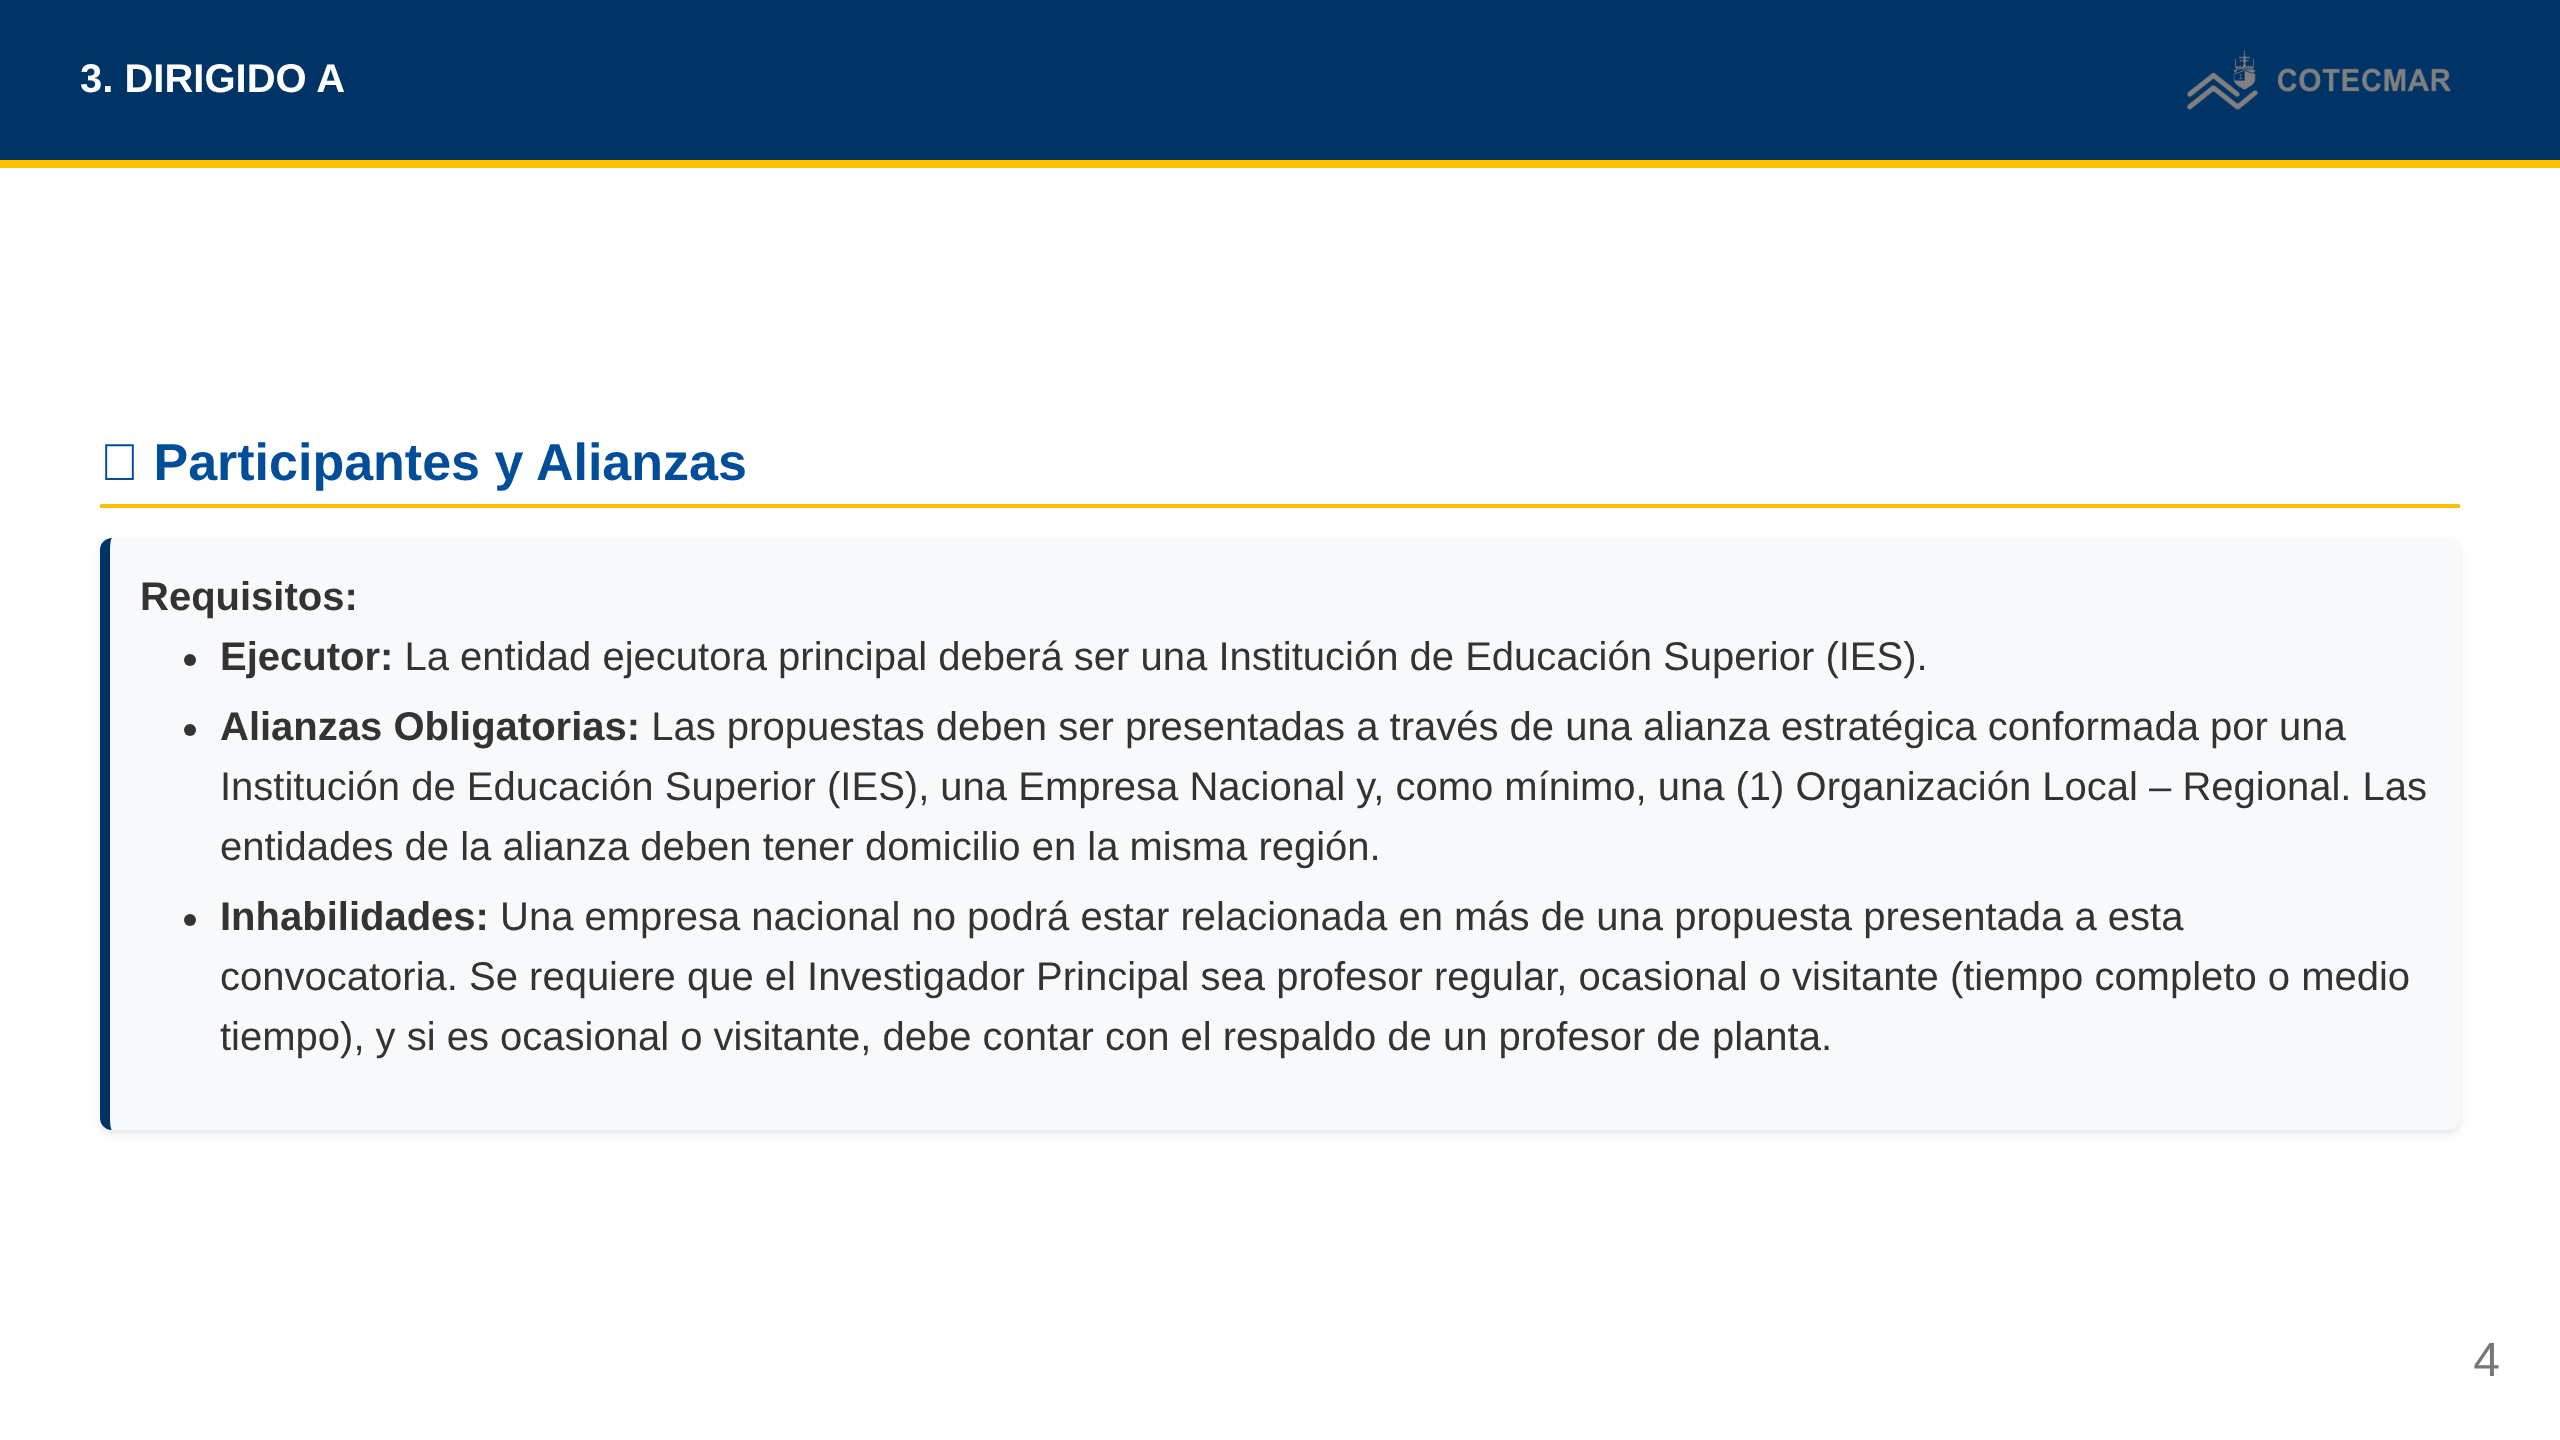 3. DIRIGIDO A
COTECMAR
Participantes y Alianzas
Requisitos:
• Ejecutor: La entidad ejecutora principal deberá ser una Institución de Educación Superior (IES).
• Alianzas Obligatorias: Las propuestas deben ser presentadas a través de una alianza estratégica conformada por una
Institución de Educación Superior (IES), una Empresa Nacional y, como mínimo, una (1) Organización Local – Regional. Las
entidades de la alianza deben tener domicilio en la misma región.
• Inhabilidades: Una empresa nacional no podrá estar relacionada en más de una propuesta presentada a esta
convocatoria. Se requiere que el Investigador Principal sea profesor regular, ocasional o visitante (tiempo completo o medio
tiempo), y si es ocasional o visitante, debe contar con el respaldo de un profesor de planta.
4